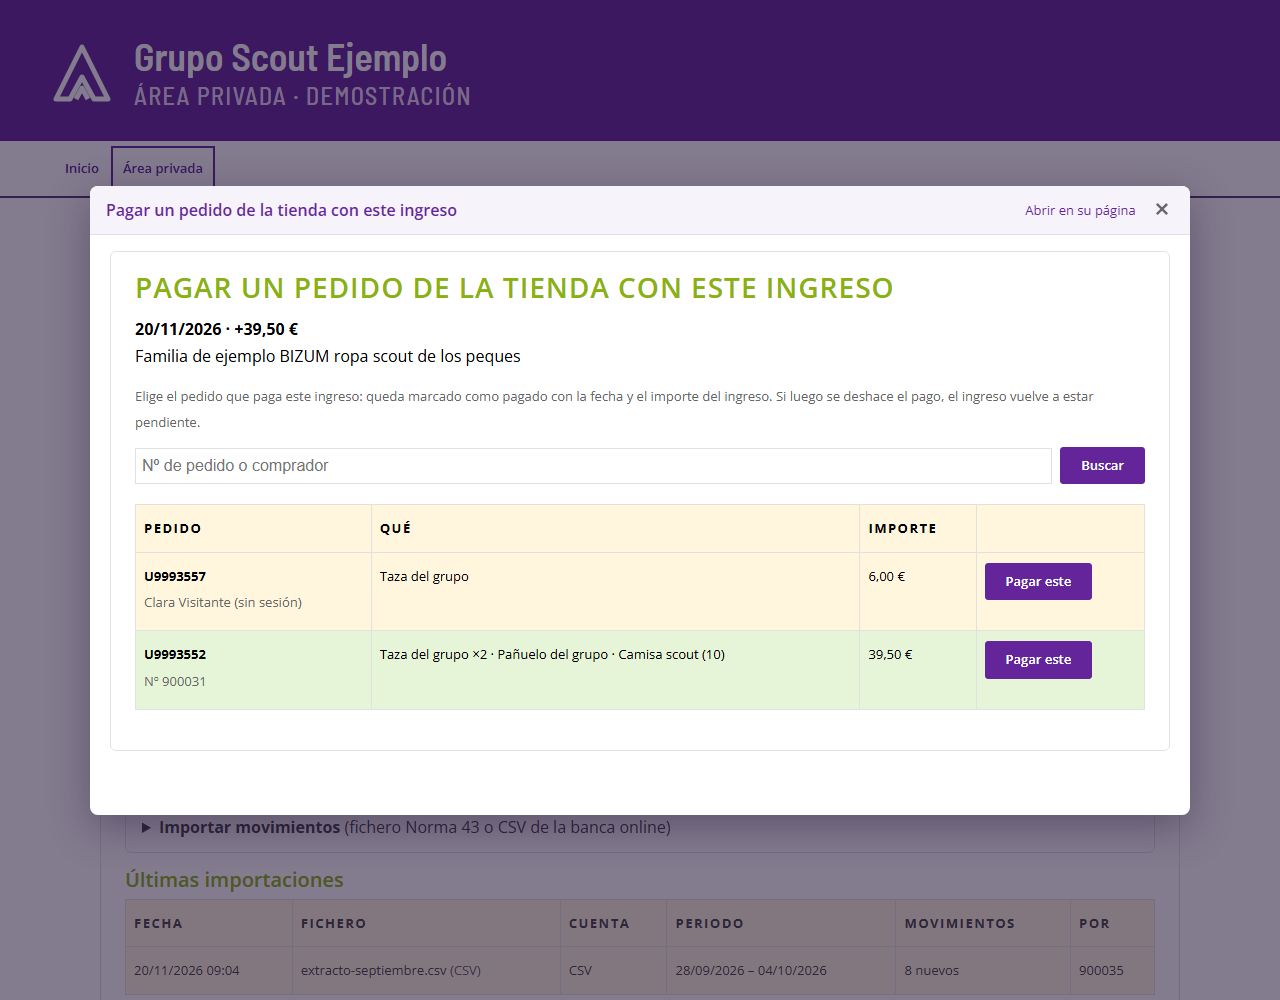 Grupo Scout Ejemplo
ÁREA PRIVADA · DEMOSTRACIÓN
Inicio
Área privada
Pagar un pedido de la tienda con este ingreso
Abrir en su página
✕
PAGAR UN PEDIDO DE LA TIENDA CON ESTE INGRESO
20/11/2026 · +39,50 €
Familia de ejemplo BIZUM ropa scout de los peques
Elige el pedido que paga este ingreso: queda marcado como pagado con la fecha y el importe del ingreso. Si luego se deshace el pago, el ingreso vuelve a estar
pendiente.
Nº de pedido o comprador
Buscar
PEDIDO QUÉ IMPORTE
U9993557 Taza del grupo 6,00 € Pagar este
Clara Visitante (sin sesión)
U9993552 Taza del grupo ×2 · Pañuelo del grupo · Camisa scout (10) 39,50 € Pagar este
Nº 900031
▶ Importar movimientos (fichero Norma 43 o CSV de la banca online)
Últimas importaciones
FECHA FICHERO CUENTA PERIODO MOVIMIENTOS POR
20/11/2026 09:04 extracto-septiembre.csv (CSV) CSV 28/09/2026 – 04/10/2026 8 nuevos 900035